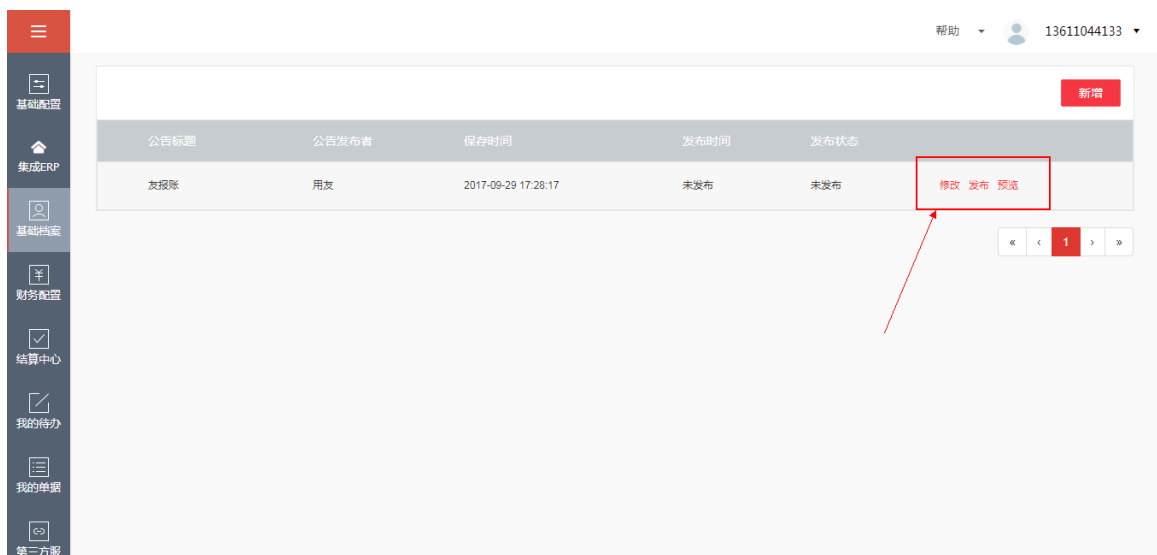 帮助 13611044133
新增
基础配置
集成ERP
基础档案
财务配置
结算中心
我的待办
我的单据
第三方服
公告标题 公告发布者 保存时间 发布时间 发布状态
友报账 用友 2017-09-29 17:28:17 未发布 未发布 修改 发布 预览
« ‹ 1 › »